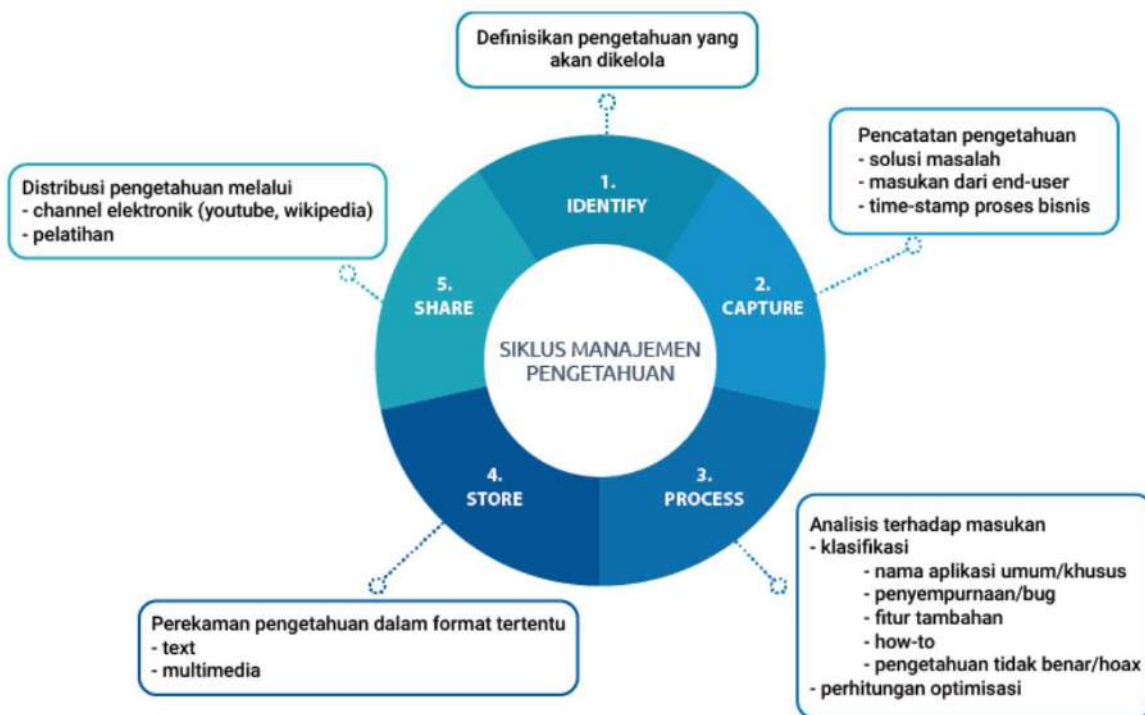 Definisikan pengetahuan yang
akan dikelola
Pencatatan pengetahuan
- solusi masalah
- masukan dari end-user
- time-stamp proses bisnis
Distribusi pengetahuan melalui
- channel elektronik (youtube, wikipedia)
- pelatihan
1.
IDENTIFY
2.
CAPTURE
5.
SHARE
SIKLUS MANAJEMEN
PENGETAHUAN
4.
STORE
3.
PROCESS
Analisis terhadap masukan
- klasifikasi
- nama aplikasi umum/khusus
- penyempurnaan/bug
- fitur tambahan
- how-to
- pengetahuan tidak benar/hoax
- perhitungan optimisasi
Perekaman pengetahuan dalam format tertentu
- text
- multimedia